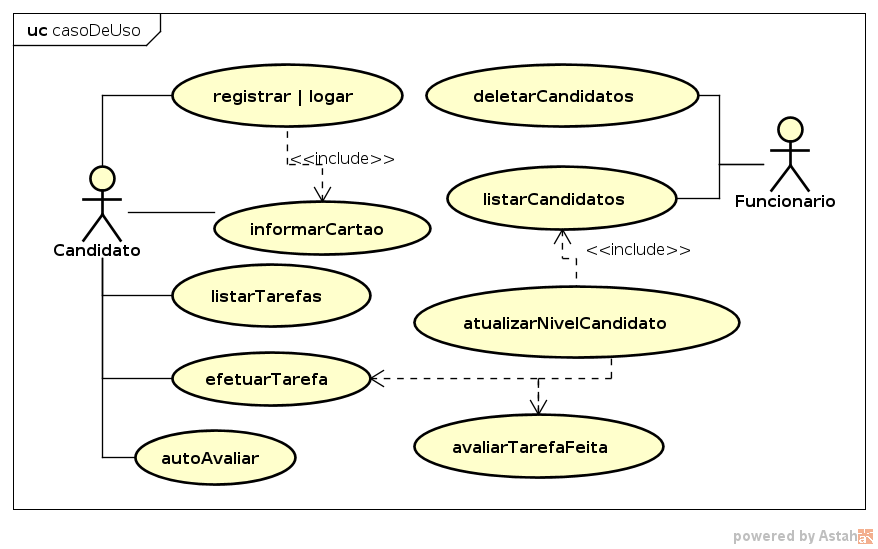 uc casoDeUso
registrar | logar
deletarCandidatos
<<include>>
listarCandidatos
Funcionario
informarCartao
Candidato
<<include>>
listarTarefas
atualizarNivelCandidato
efetuarTarefa
avaliarTarefaFeita
autoAvaliar
powered by Astah